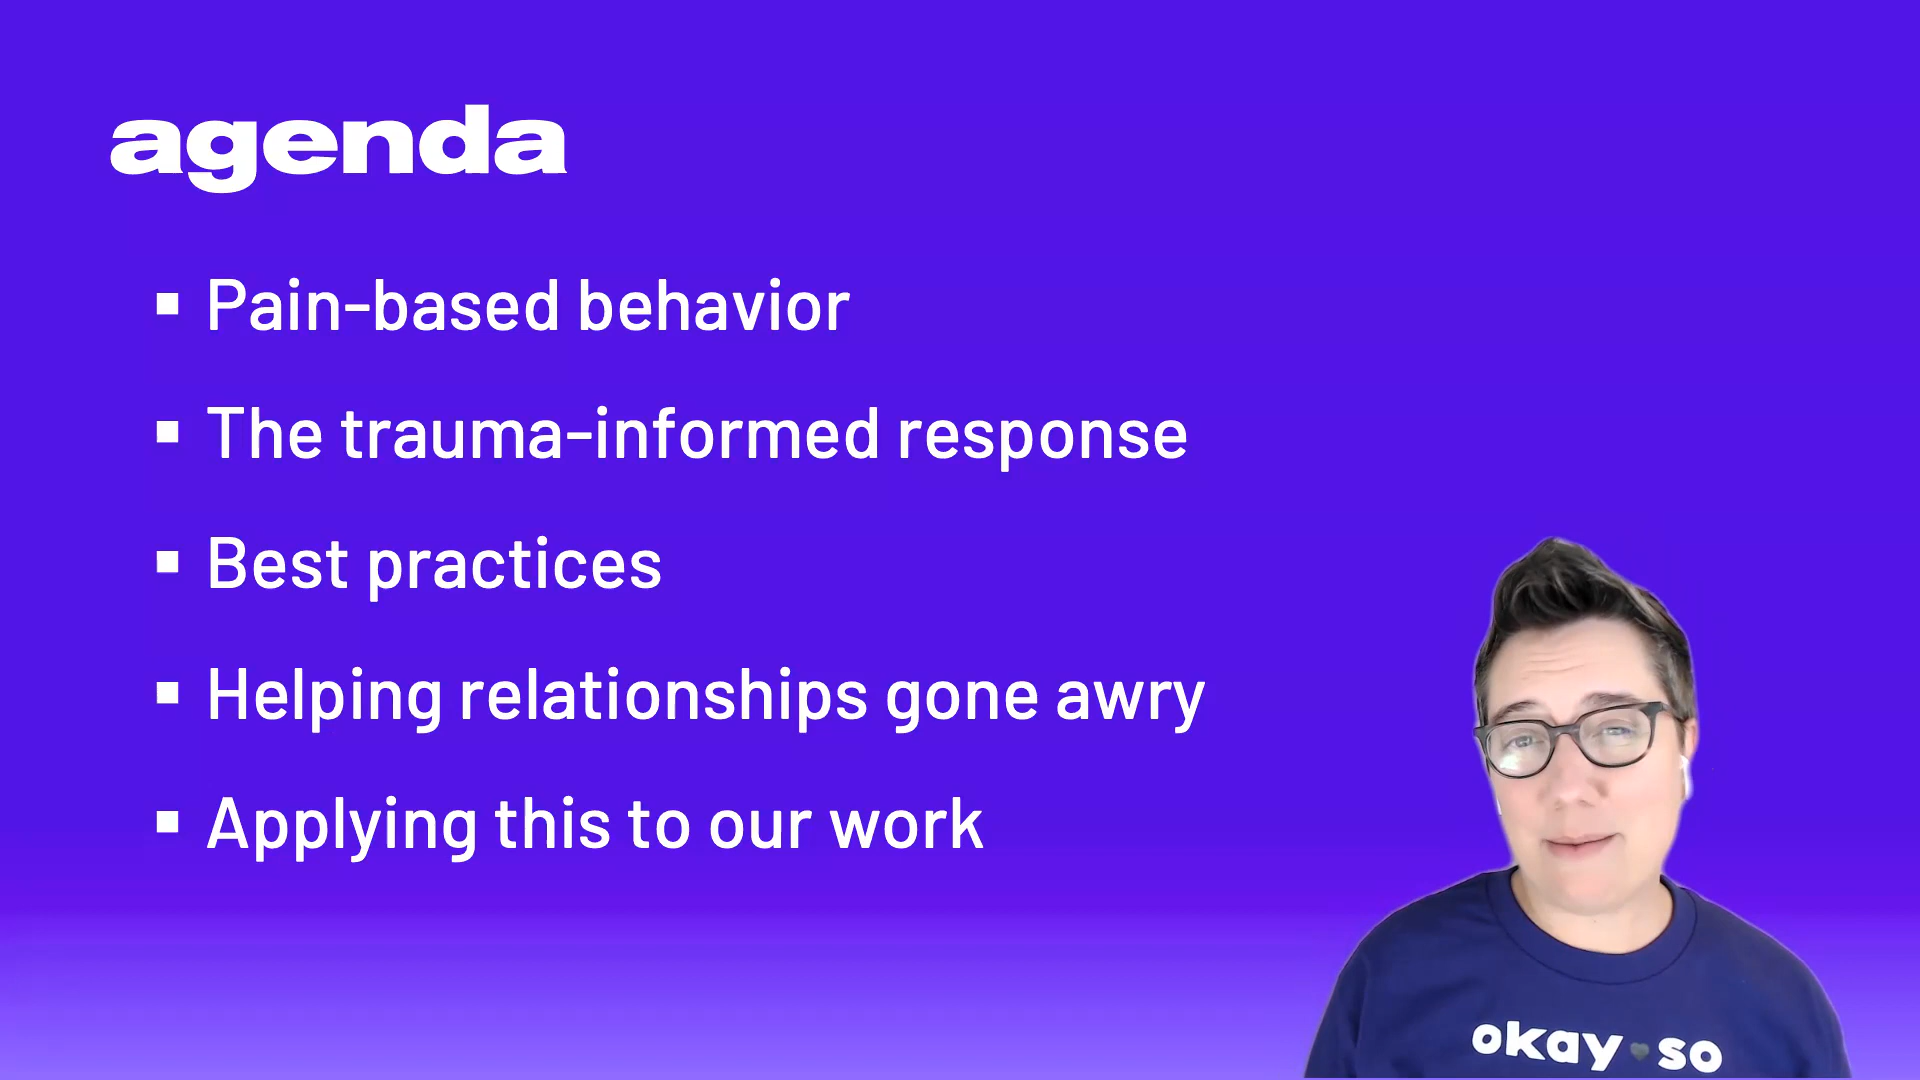 agenda
▪ Pain-based behavior
▪ The trauma-informed response
▪ Best practices
▪ Helping relationships gone awry
▪ Applying this to our work
okay so